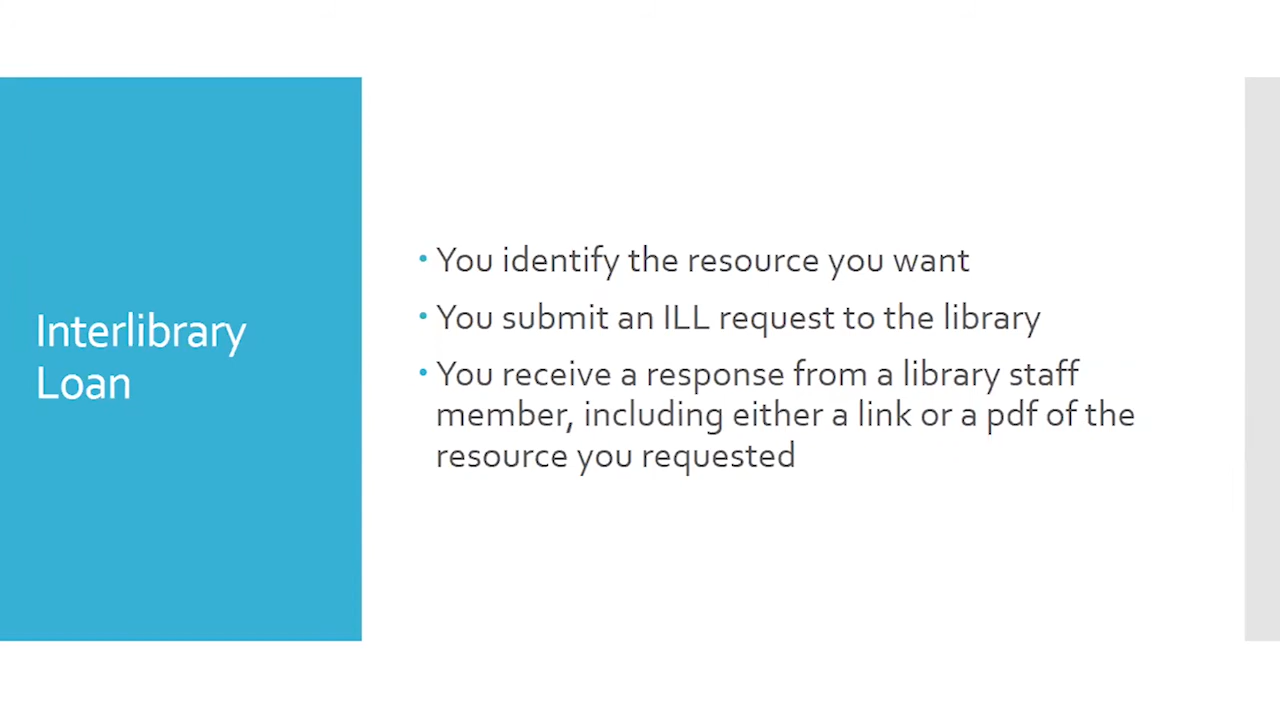 Interlibrary
Loan
• You identify the resource you want
• You submit an ILL request to the library
• You receive a response from a library staff
member, including either a link or a pdf of the
resource you requested